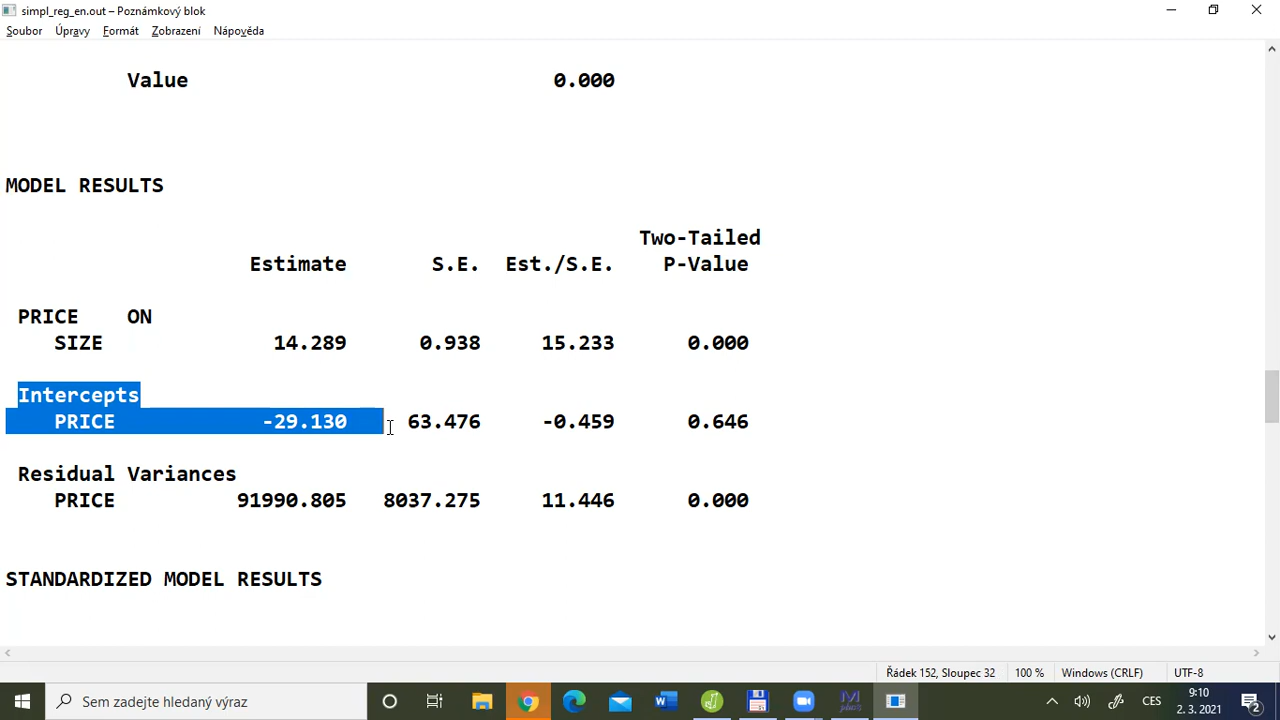 simpl_reg_en.out – Poznámkový blok
Soubor Úpravy Formát Zobrazení Nápověda
Value 0.000
MODEL RESULTS
Two-Tailed
Estimate S.E. Est./S.E. P-Value
PRICE ON
SIZE 14.289 0.938 15.233 0.000
Intercepts
PRICE -29.130 63.476 -0.459 0.646
Residual Variances
PRICE 91990.805 8037.275 11.446 0.000
STANDARDIZED MODEL RESULTS
Řádek 152, Sloupec 32 100 % Windows (CRLF) UTF-8
Sem zadejte hledaný výraz CES 9:10
2. 3. 2021 2